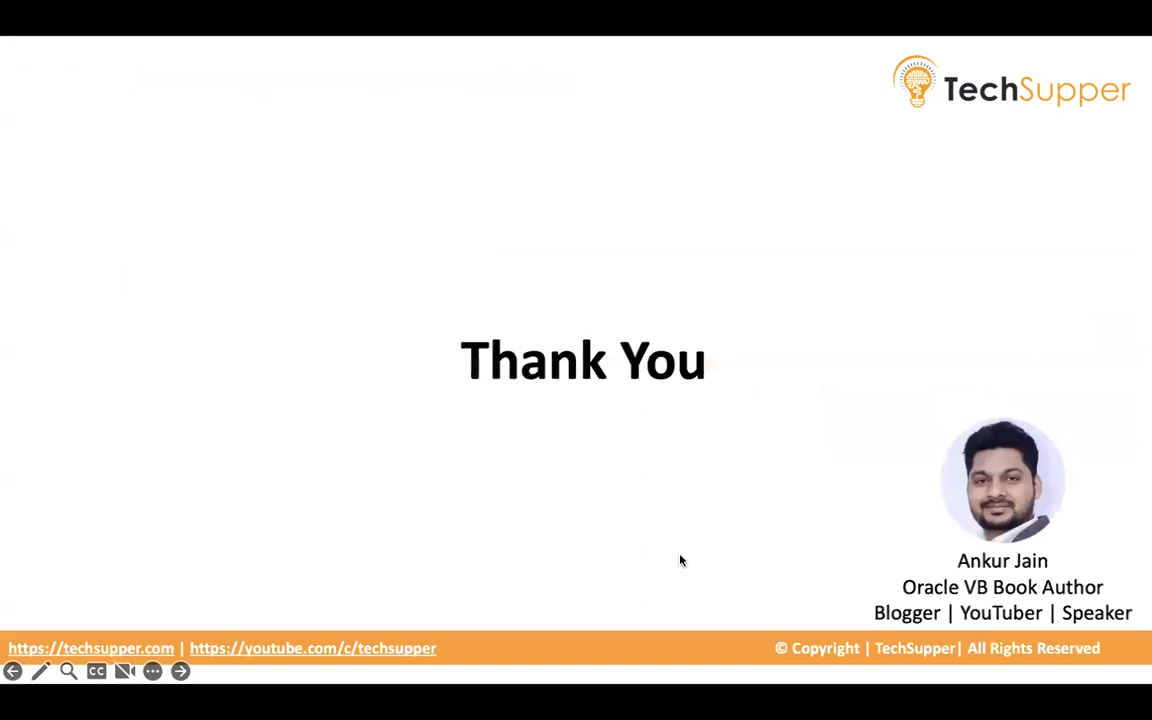 TechSupper
Thank You
Ankur Jain
Oracle VB Book Author
Blogger | YouTuber | Speaker
https://techsupper.com | https://youtube.com/c/techsupper
© Copyright | TechSupper| All Rights Reserved
CC